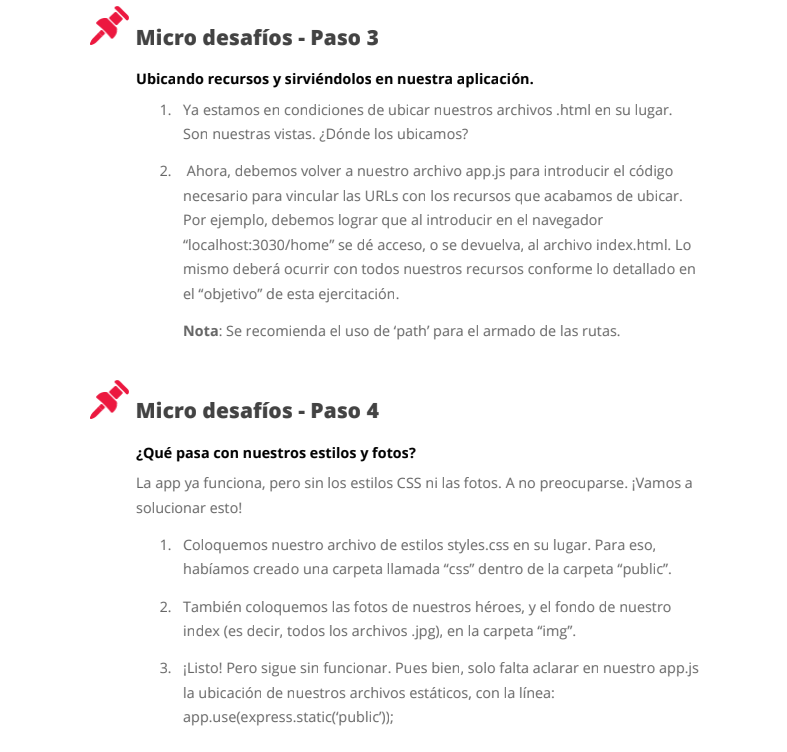 Micro desafíos - Paso 3
Ubicando recursos y sirviéndolos en nuestra aplicación.
1. Ya estamos en condiciones de ubicar nuestros archivos .html en su lugar.
Son nuestras vistas. ¿Dónde los ubicamos?
2. Ahora, debemos volver a nuestro archivo app.js para introducir el código
necesario para vincular las URLs con los recursos que acabamos de ubicar.
Por ejemplo, debemos lograr que al introducir en el navegador
“localhost:3030/home” se dé acceso, o se devuelva, al archivo index.html. Lo
mismo deberá ocurrir con todos nuestros recursos conforme lo detallado en
el “objetivo” de esta ejercitación.
Nota: Se recomienda el uso de ‘path’ para el armado de las rutas.
Micro desafíos - Paso 4
¿Qué pasa con nuestros estilos y fotos?
La app ya funciona, pero sin los estilos CSS ni las fotos. A no preocuparse. ¡Vamos a
solucionar esto!
1. Coloquemos nuestro archivo de estilos styles.css en su lugar. Para eso,
habíamos creado una carpeta llamada “css” dentro de la carpeta “public”.
2. También coloquemos las fotos de nuestros héroes, y el fondo de nuestro
index (es decir, todos los archivos .jpg), en la carpeta “img”.
3. ¡Listo! Pero sigue sin funcionar. Pues bien, solo falta aclarar en nuestro app.js
la ubicación de nuestros archivos estáticos, con la línea:
app.use(express.static(‘public’));